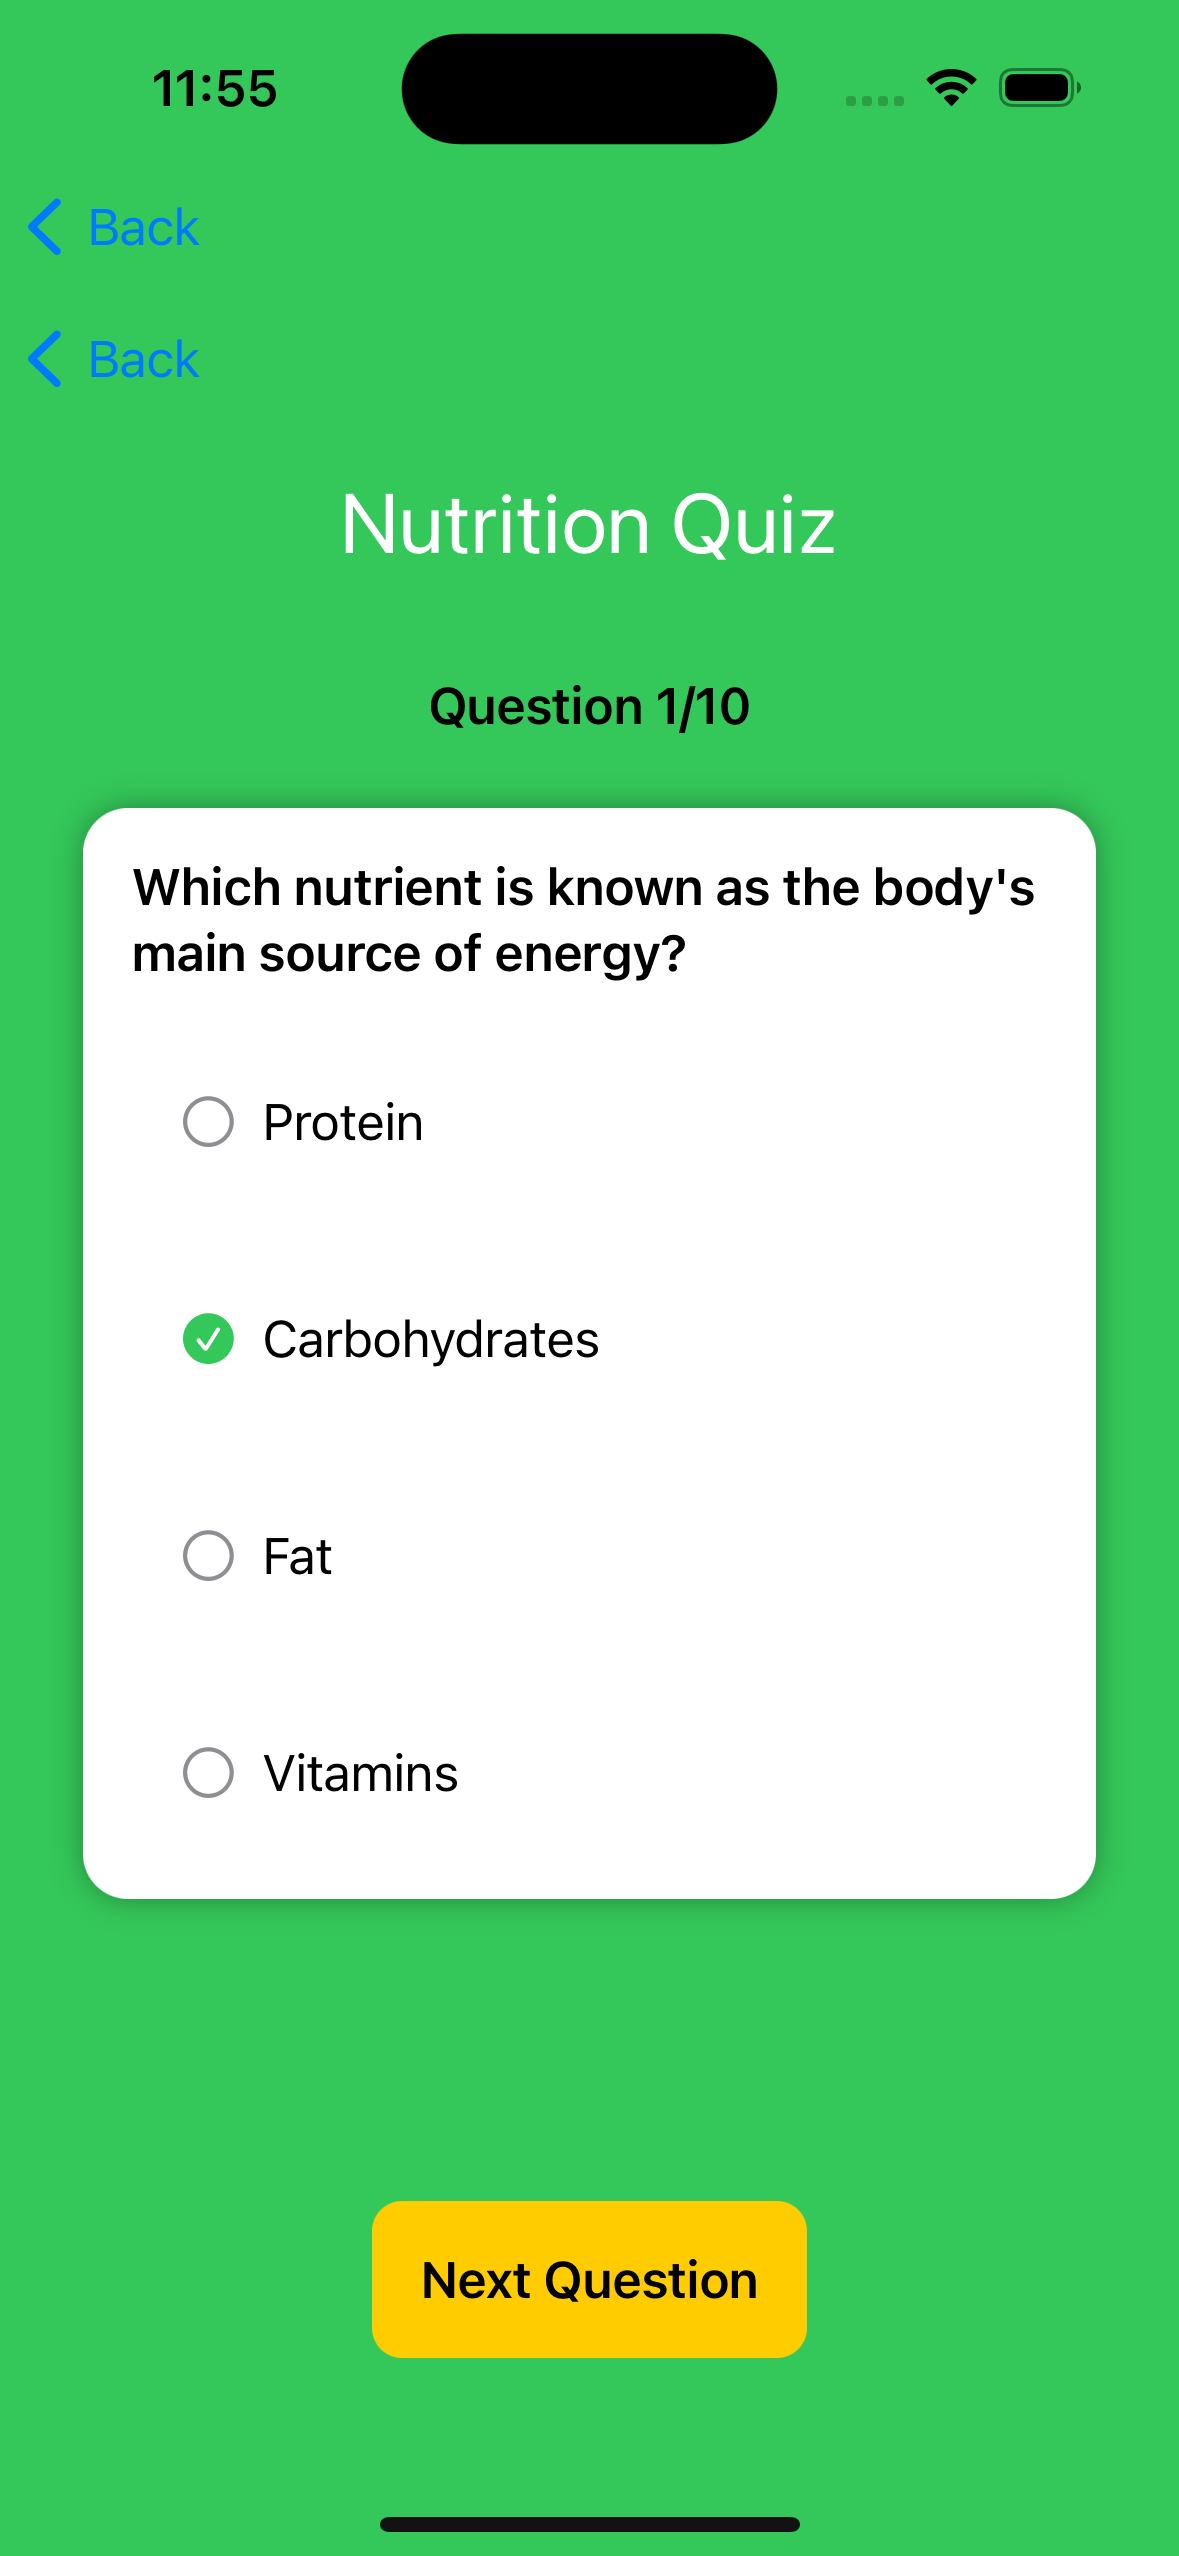 11:55
Back
Back
Nutrition Quiz
Question 1/10
Which nutrient is known as the body's
main source of energy?
Protein
Carbohydrates
Fat
Vitamins
Next Question